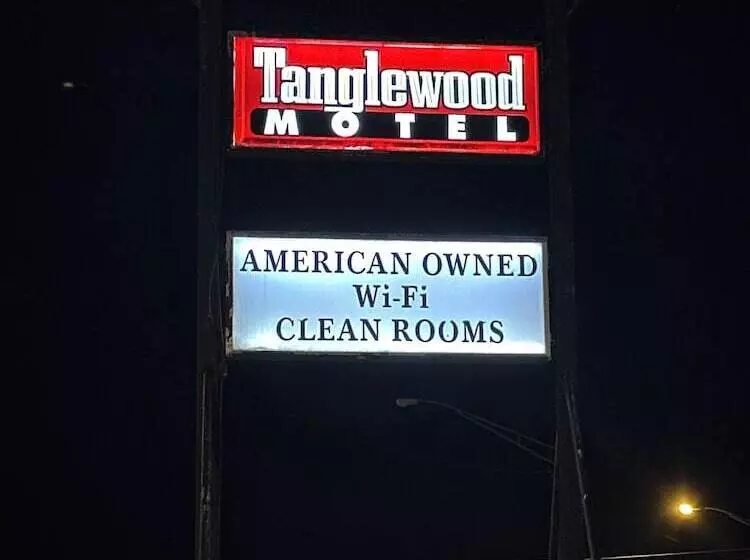 Tanglewood
MOTEL
AMERICAN OWNED
Wi-Fi
CLEAN ROOMS